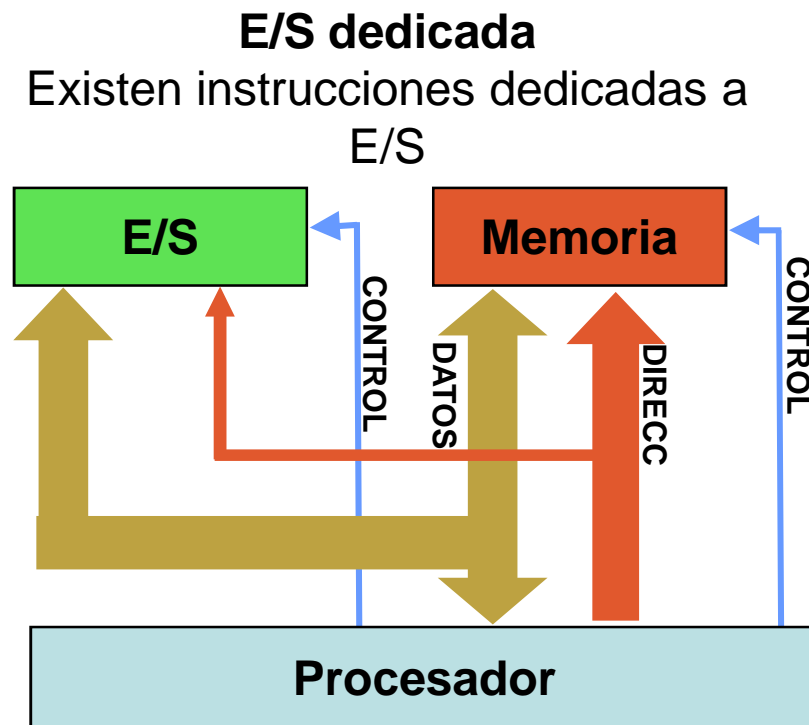 E/S dedicada
Existen instrucciones dedicadas a
E/S
E/S
Memoria
CONTROL
DATOS
DIRECC
CONTROL
Procesador